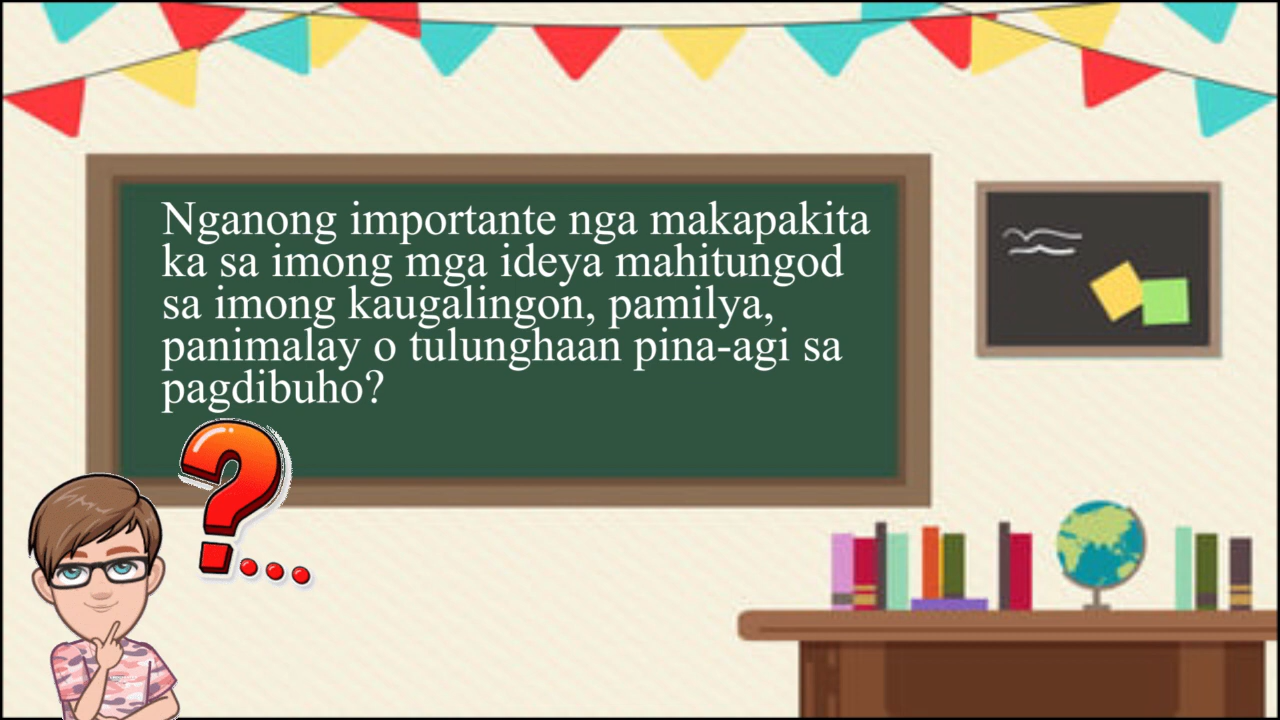 Nganong importante nga makapakita
ka sa imong mga ideya mahitungod
sa imong kaugalingon, pamilya,
panimalay o tulunghaan pina-agi sa
pagdibuho?